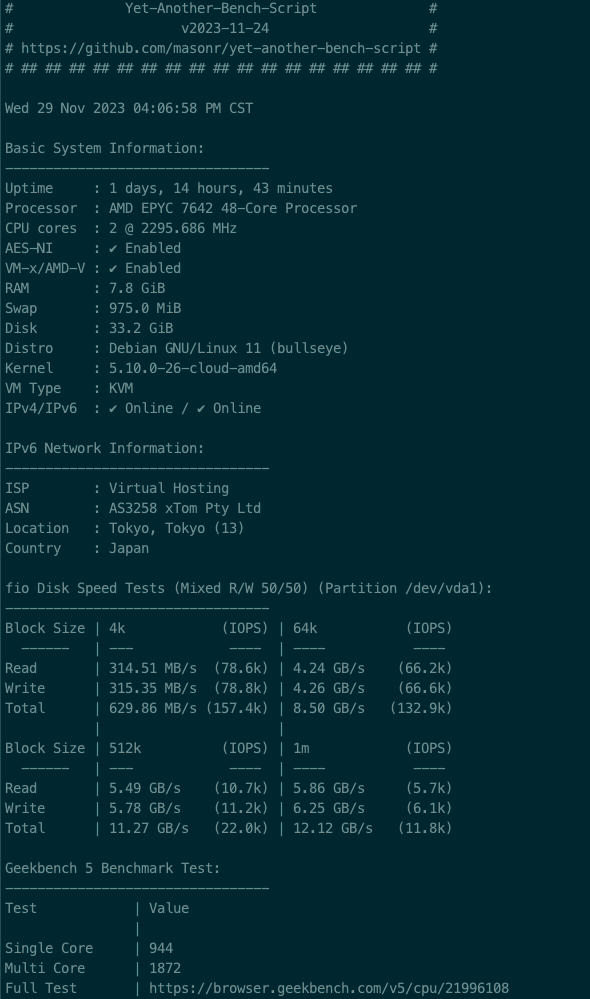 #              Yet-Another-Bench-Script              #
#                     v2023-11-24                    #
# https://github.com/masonr/yet-another-bench-script #
# ## ## ## ## ## ## ## ## ## ## ## ## ## ## ## ## ## #

Wed 29 Nov 2023 04:06:58 PM CST

Basic System Information:
---------------------------------
Uptime     : 1 days, 14 hours, 43 minutes
Processor  : AMD EPYC 7642 48-Core Processor
CPU cores  : 2 @ 2295.686 MHz
AES-NI     : ✔ Enabled
VM-x/AMD-V : ✔ Enabled
RAM        : 7.8 GiB
Swap       : 975.0 MiB
Disk       : 33.2 GiB
Distro     : Debian GNU/Linux 11 (bullseye)
Kernel     : 5.10.0-26-cloud-amd64
VM Type    : KVM
IPv4/IPv6  : ✔ Online / ✔ Online

IPv6 Network Information:
---------------------------------
ISP        : Virtual Hosting
ASN        : AS3258 xTom Pty Ltd
Location   : Tokyo, Tokyo (13)
Country    : Japan

fio Disk Speed Tests (Mixed R/W 50/50) (Partition /dev/vda1):
---------------------------------
Block Size | 4k            (IOPS) | 64k           (IOPS)
  ------   | ---            ----  | ----           ----
Read       | 314.51 MB/s  (78.6k) | 4.24 GB/s    (66.2k)
Write      | 315.35 MB/s  (78.8k) | 4.26 GB/s    (66.6k)
Total      | 629.86 MB/s (157.4k) | 8.50 GB/s   (132.9k)
           |                      |
Block Size | 512k          (IOPS) | 1m            (IOPS)
  ------   | ---            ----  | ----           ----
Read       | 5.49 GB/s    (10.7k) | 5.86 GB/s     (5.7k)
Write      | 5.78 GB/s    (11.2k) | 6.25 GB/s     (6.1k)
Total      | 11.27 GB/s   (22.0k) | 12.12 GB/s   (11.8k)

Geekbench 5 Benchmark Test:
---------------------------------
Test            | Value
                |
Single Core     | 944
Multi Core      | 1872
Full Test       | https://browser.geekbench.com/v5/cpu/21996108